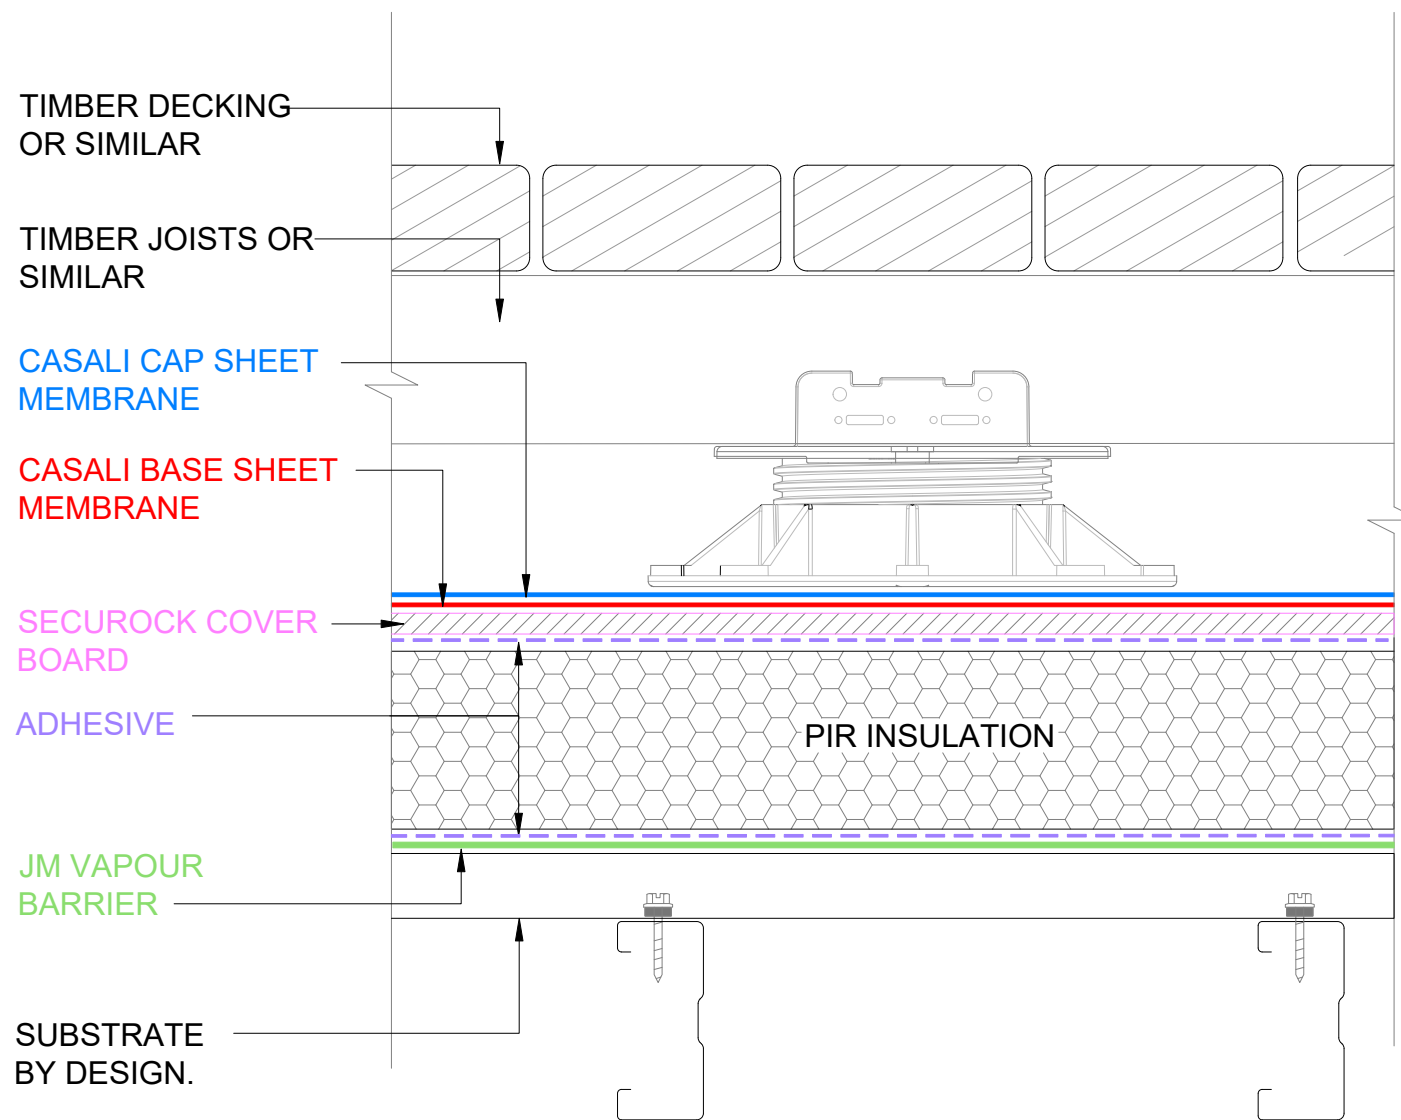 TIMBER DECKING
OR SIMILAR
TIMBER JOISTS OR
SIMILAR
CASALI CAP SHEET
MEMBRANE
CASALI BASE SHEET
MEMBRANE
SECUROCK COVER
BOARD
ADHESIVE
PIR INSULATION
JM VAPOUR
BARRIER
SUBSTRATE
BY DESIGN.